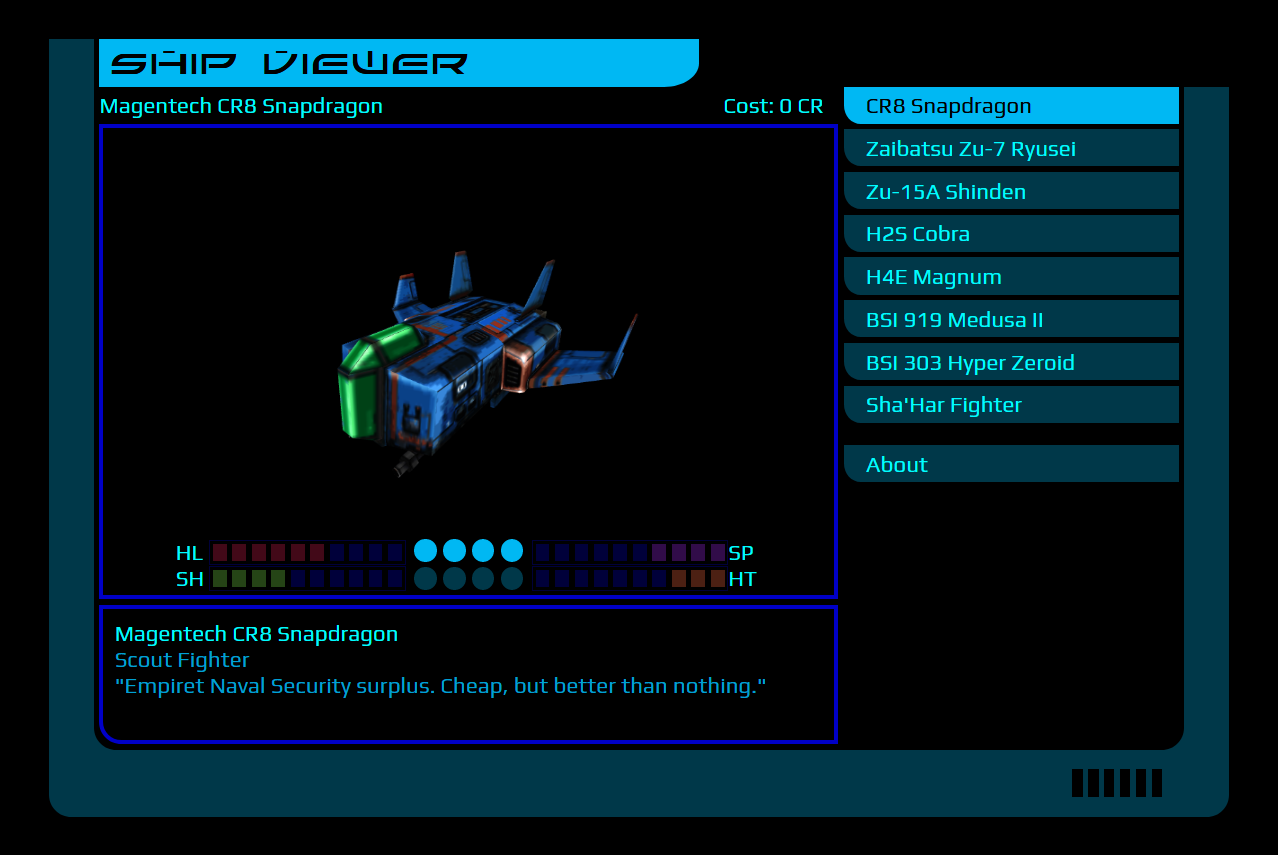 SHIP VIEWER
Magentech CR8 Snapdragon
Cost: 0 CR
CR8 Snapdragon
Zaibatsu Zu-7 Ryusei
Zu-15A Shinden
H2S Cobra
H4E Magnum
BSI 919 Medusa II
BSI 303 Hyper Zeroid
Sha'Har Fighter
About
HL
SP
SH
HT
Magentech CR8 Snapdragon
Scout Fighter
"Empiret Naval Security surplus. Cheap, but better than nothing."